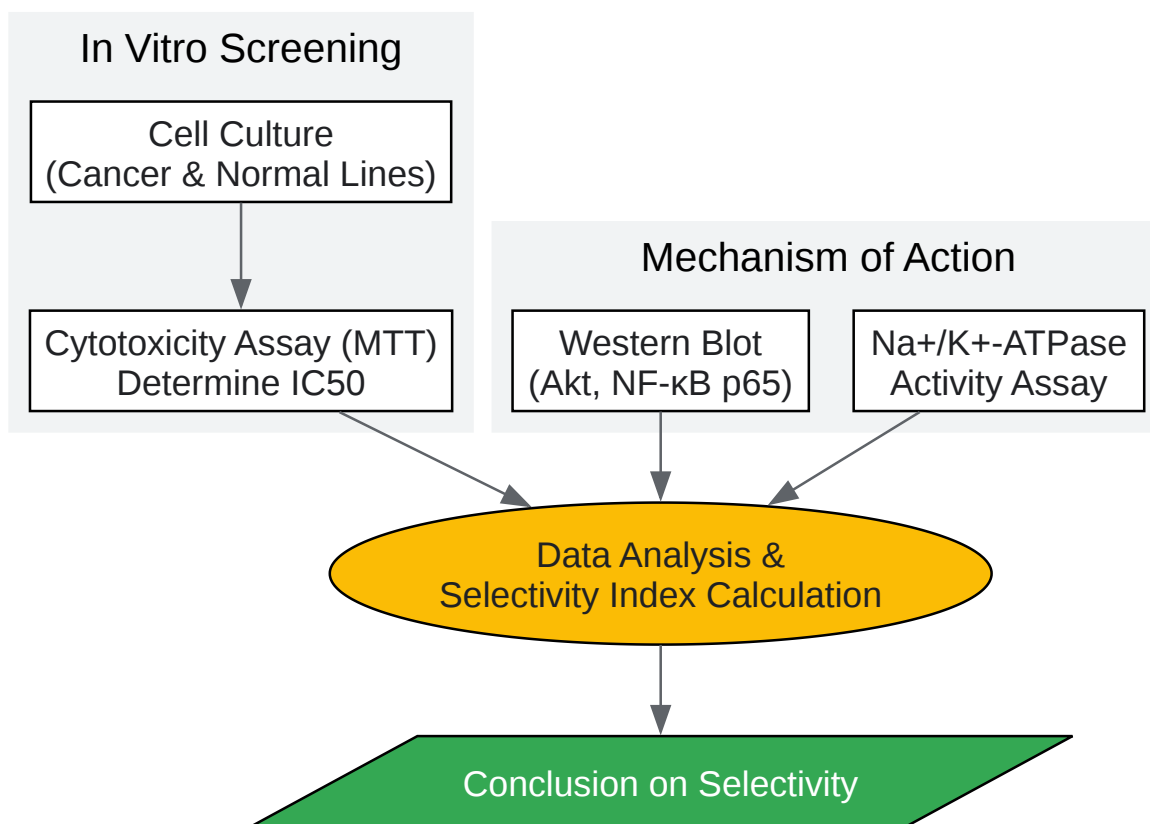 In Vitro Screening
Cell Culture
(Cancer & Normal Lines)
Cytotoxicity Assay (MTT)
Determine IC50
Mechanism of Action
Western Blot
(Akt, NF-κB p65)
Na+/K+-ATPase
Activity Assay
Data Analysis &
Selectivity Index Calculation
Conclusion on Selectivity